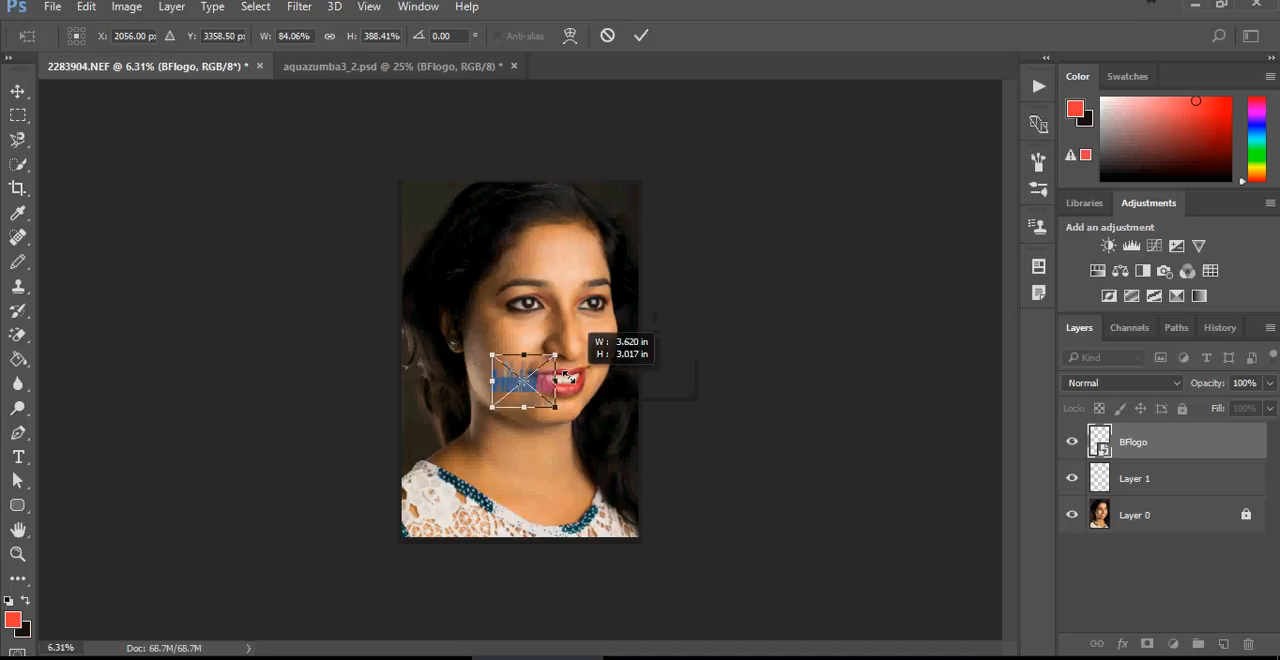 Ps File Edit Image Layer Type Select Filter 3D View Window Help
X: 2056.00 p: Y: 3358.50 p: W: 84.06% H: 388.41% 0.00 ° Anti-alias
2283904.NEF @ 6.31% (BFlogo, RGB/8*) * × aquazumba3_2.psd @ 25% (BFlogo, RGB/8) * ×
Color Swatches
Libraries Adjustments
Add an adjustment
W: 3.620 in
H: 3.017 in
Layers Channels Paths History
Kind
Normal Opacity: 100%
Lock: Fill: 100%
BFlogo
Layer 1
Layer 0
6.31% Doc: 68.7M/68.7M